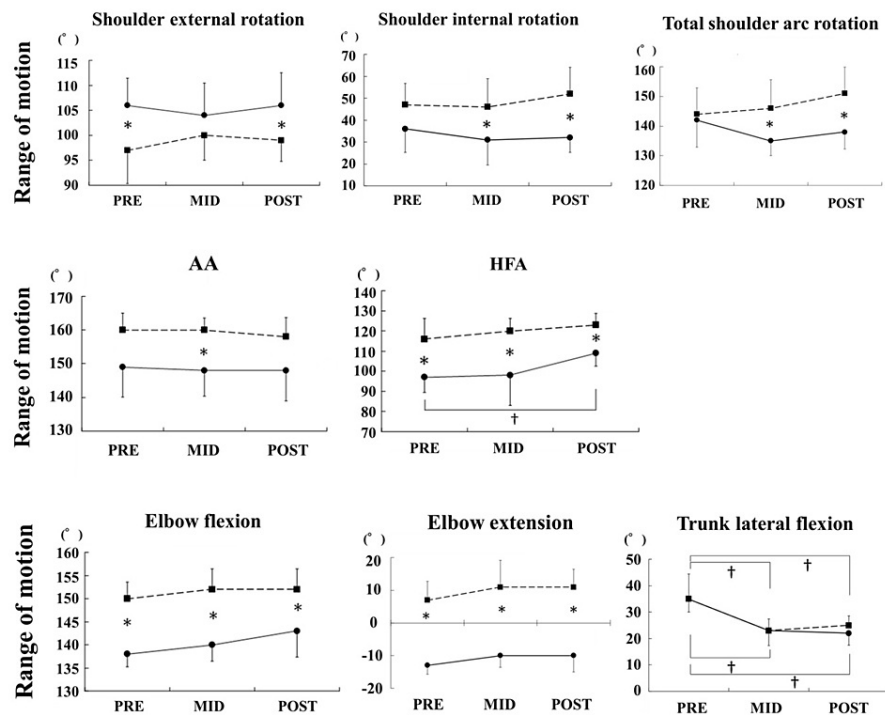 Shoulder external rotation
Shoulder internal rotation
Total shoulder arc rotation
Range of motion
(°)
115
110
105
100
95
90
*
*
PRE
MID
POST
(°)
70
60
50
40
30
20
10
*
*
PRE
MID
POST
(°)
160
150
140
130
120
*
*
PRE
MID
POST
AA
HFA
Range of motion
(°)
170
160
150
140
130
*
PRE
MID
POST
(°)
140
130
120
110
100
90
80
70
*
*
*
†
PRE
MID
POST
Elbow flexion
Elbow extension
Trunk lateral flexion
Range of motion
(°)
160
155
150
145
140
135
130
*
*
*
PRE
MID
POST
(°)
20
10
0
-10
-20
*
*
*
PRE
MID
POST
(°)
50
40
30
20
10
0
†
†
†
†
PRE
MID
POST